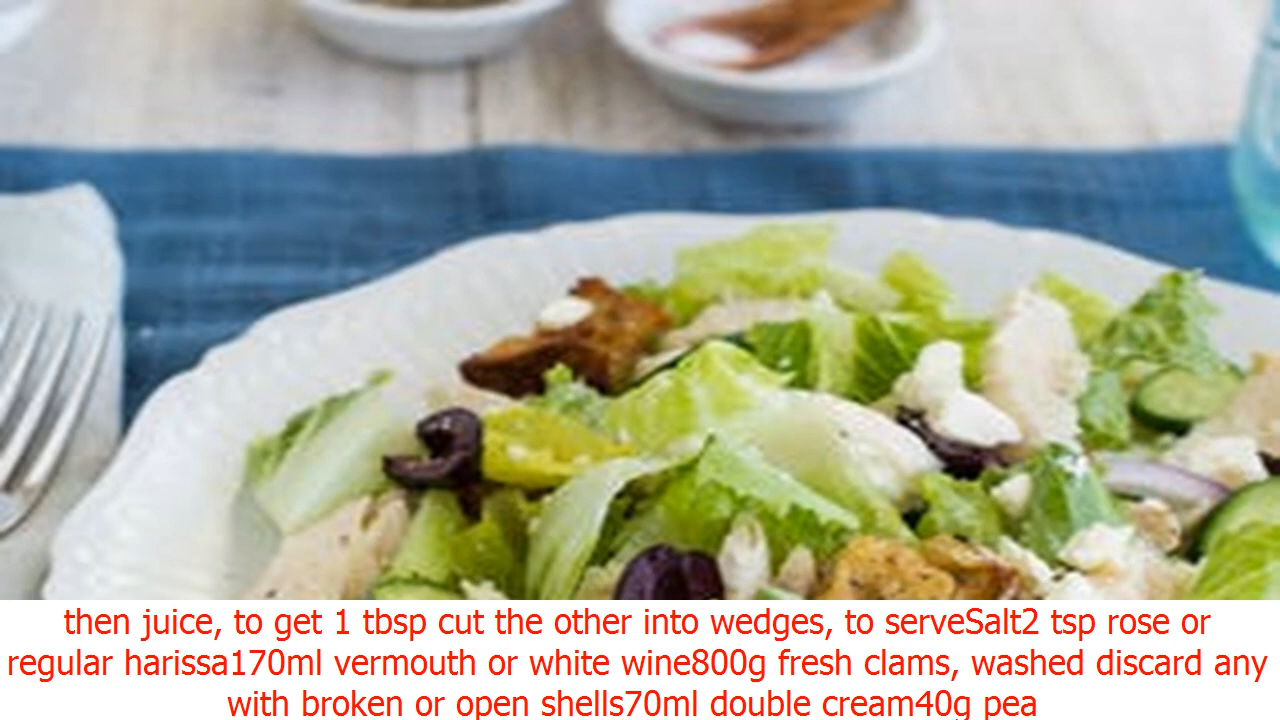 then juice, to get 1 tbsp cut the other into wedges, to serveSalt2 tsp rose or
regular harissa170ml vermouth or white wine800g fresh clams, washed discard any
with broken or open shells70ml double cream40g pea